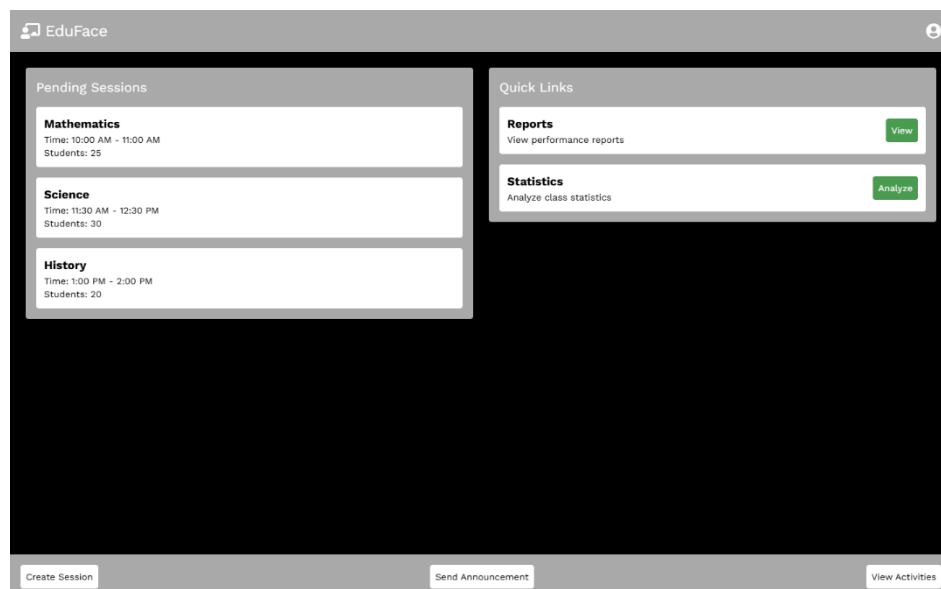 EduFace
Pending Sessions
Mathematics
Time: 10:00 AM - 11:00 AM
Students: 25
Science
Time: 11:30 AM - 12:30 PM
Students: 30
History
Time: 1:00 PM - 2:00 PM
Students: 20
Quick Links
Reports
View performance reports
View
Statistics
Analyze class statistics
Analyze
Create Session
Send Announcement
View Activities